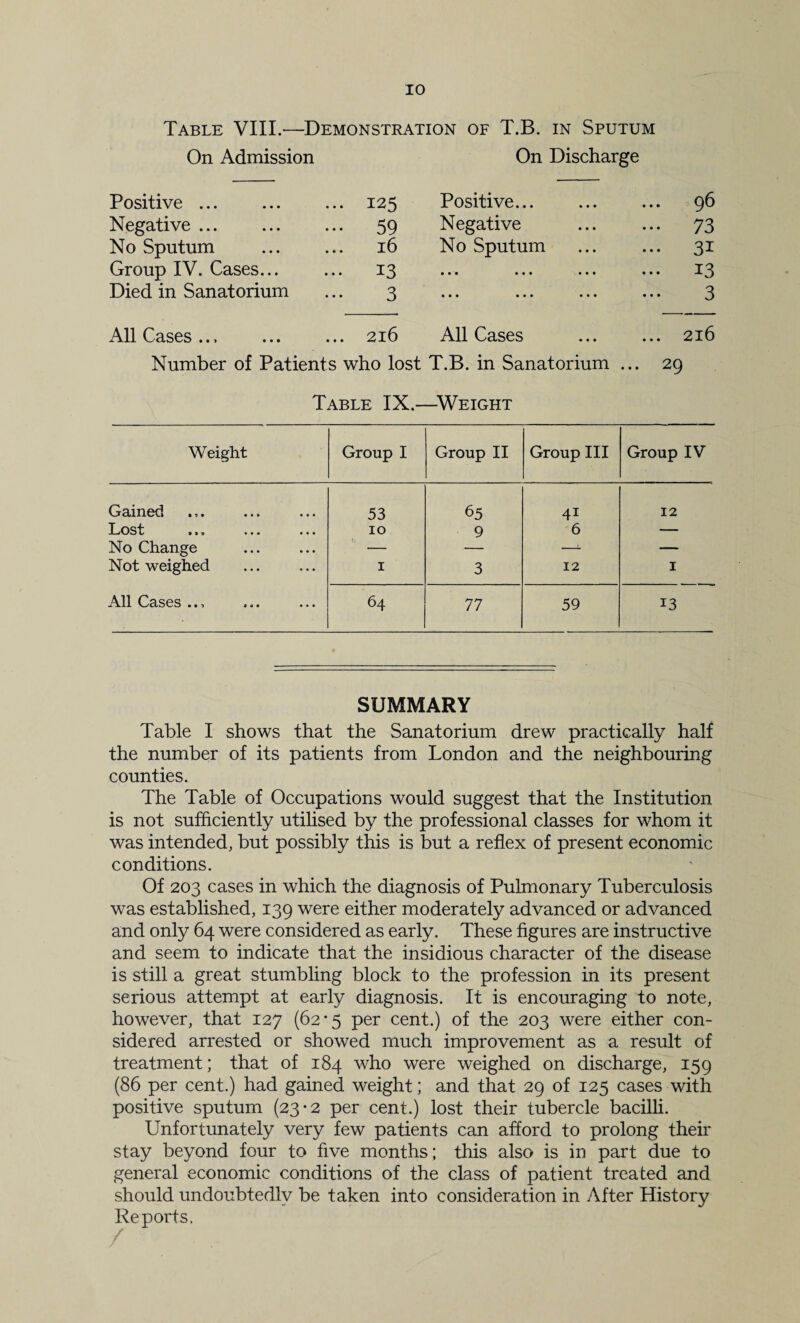 10
Table VIII.—Demonstration of T.B. in Sputum
On Admission On Discharge
Positive ... ... ... 125 Positive... ... ... 96
Negative ... ... ... 59 Negative ... ... 73
No Sputum ... ... 16 No Sputum ... ... 31
Group IV. Cases... ... 13 ... ... ... ... 13
Died in Sanatorium ... 3 ... ... ... ... 3
All Cases ... ... ... 216 All Cases ... ... 216
Number of Patients who lost T.B. in Sanatorium ... 29
Table IX.—Weight
Weight Group I Group II Group III Group IV
Gained ... ... ... 53 65 41 12
Lost ... ... ... 10 9 6 —
No Change ... ... — — — —
Not weighed ... ... 1 3 12 1
All Cases ... ... ... 64 77 59 13
SUMMARY
Table I shows that the Sanatorium drew practically half
the number of its patients from London and the neighbouring
counties.
The Table of Occupations would suggest that the Institution
is not sufficiently utilised by the professional classes for whom it
was intended, but possibly this is but a reflex of present economic
conditions.
Of 203 cases in which the diagnosis of Pulmonary Tuberculosis
was established, 139 were either moderately advanced or advanced
and only 64 were considered as early. These figures are instructive
and seem to indicate that the insidious character of the disease
is still a great stumbling block to the profession in its present
serious attempt at early diagnosis. It is encouraging to note,
however, that 127 (62·5 per cent.) of the 203 were either con-
sidered arrested or showed much improvement as a result of
treatment; that of 184 who were weighed on discharge, 159
(86 per cent.) had gained weight; and that 29 of 125 cases with
positive sputum (23·2 per cent.) lost their tubercle bacilli.
Unfortunately very few patients can afford to prolong their
stay beyond four to five months; this also is in part due to
general economic conditions of the class of patient treated and
should undoubtedly be taken into consideration in After History
Reports.